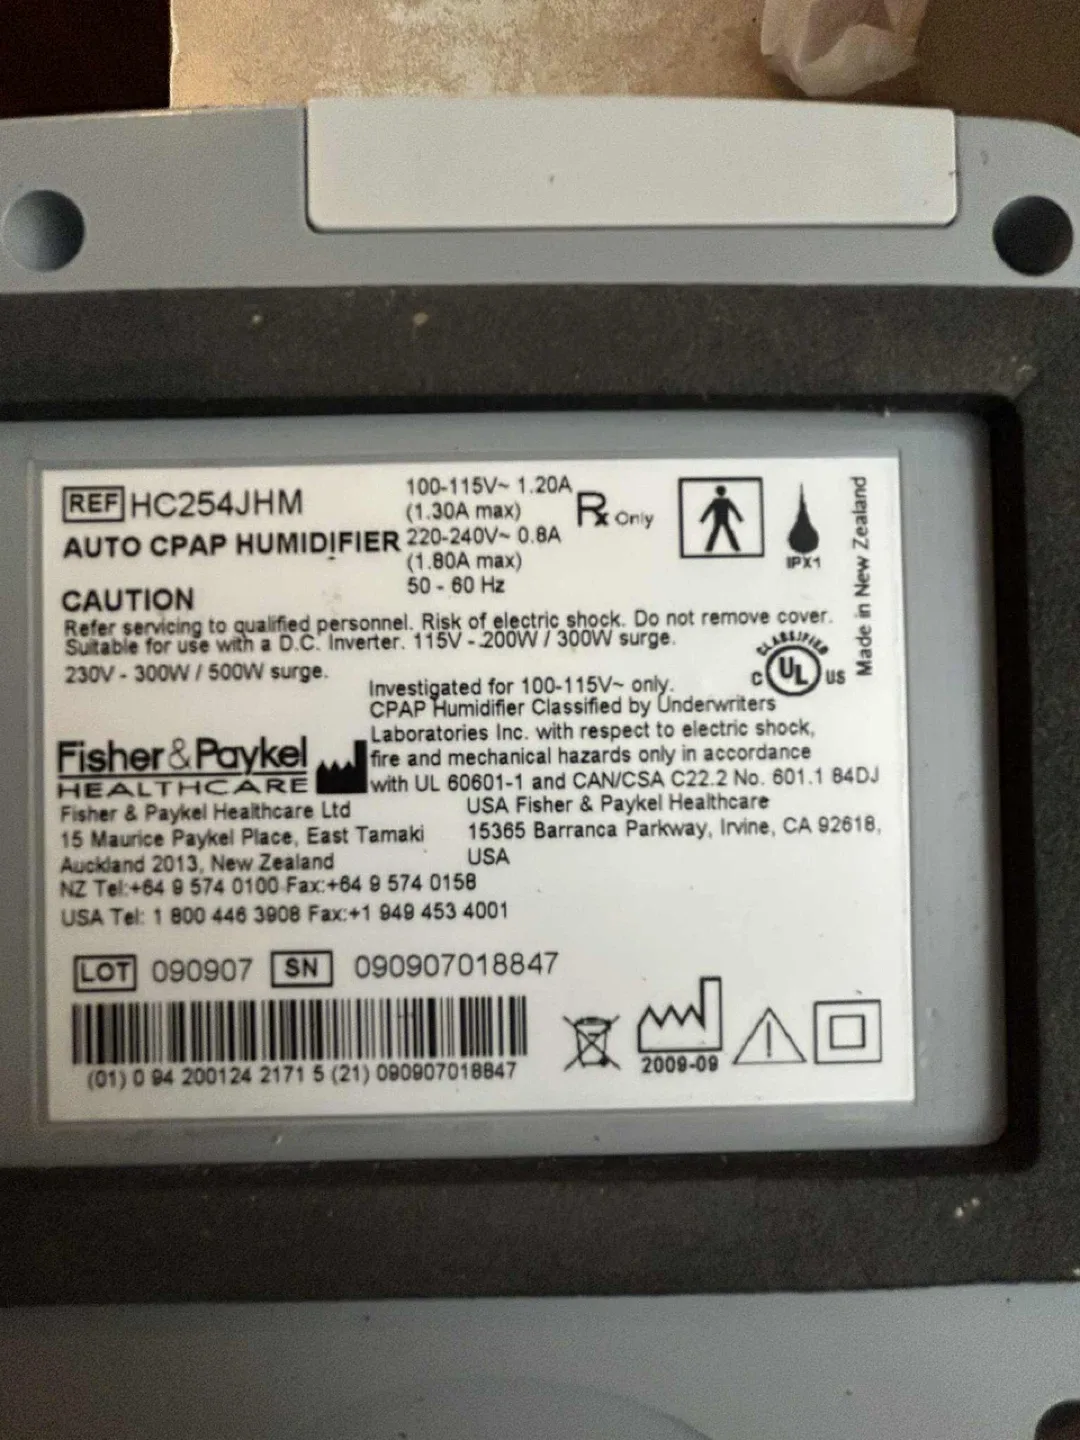 REF HC254JHM
AUTO CPAP HUMIDIFIER
100-115V~ 1.20A
(1.30A max)
220-240V~ 0.8A
(1.80A max)
50 - 60 Hz
Rx Only
IPX1
Made in New Zealand
CAUTION
Refer servicing to qualified personnel. Risk of electric shock. Do not remove cover.
Suitable for use with a D.C. Inverter. 115V - 200W / 300W surge.
230V - 300W / 500W surge.
CLASSIFIED
C UL US
Investigated for 100-115V~ only.
CPAP Humidifier Classified by Underwriters
Laboratories Inc. with respect to electric shock,
fire and mechanical hazards only in accordance
with UL 60601-1 and CAN/CSA C22.2 No. 601.1 84DJ
Fisher & Paykel
HEALTHCARE
Fisher & Paykel Healthcare Ltd
15 Maurice Paykel Place, East Tamaki
Auckland 2013, New Zealand
USA Fisher & Paykel Healthcare
15365 Barranca Parkway, Irvine, CA 92618,
USA
NZ Tel:+64 9 574 0100 Fax:+64 9 574 0158
USA Tel: 1 800 446 3908 Fax:+1 949 453 4001
LOT 090907 SN 090907018847
(01) 0 94 200124 2171 5 (21) 090907018847
2009-09